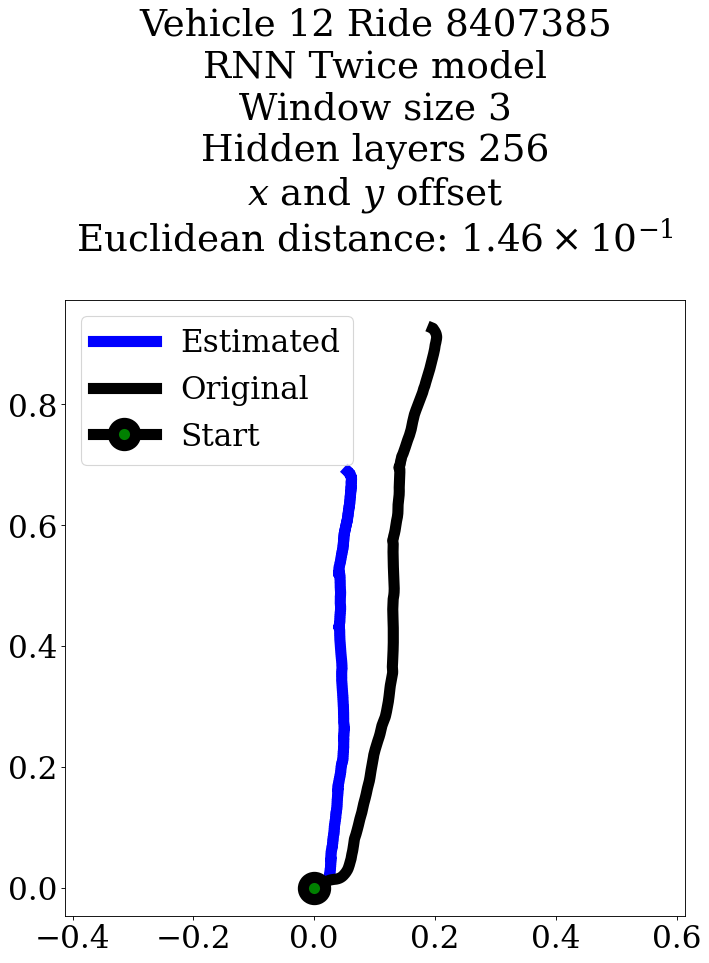 Vehicle 12 Ride 8407385
RNN Twice model
Window size 3
Hidden layers 256
x and y offset
Euclidean distance: 1.46 × 10⁻¹
Estimated
Original
Start
0.8
0.6
0.4
0.2
0.0
−0.4 −0.2 0.0 0.2 0.4 0.6